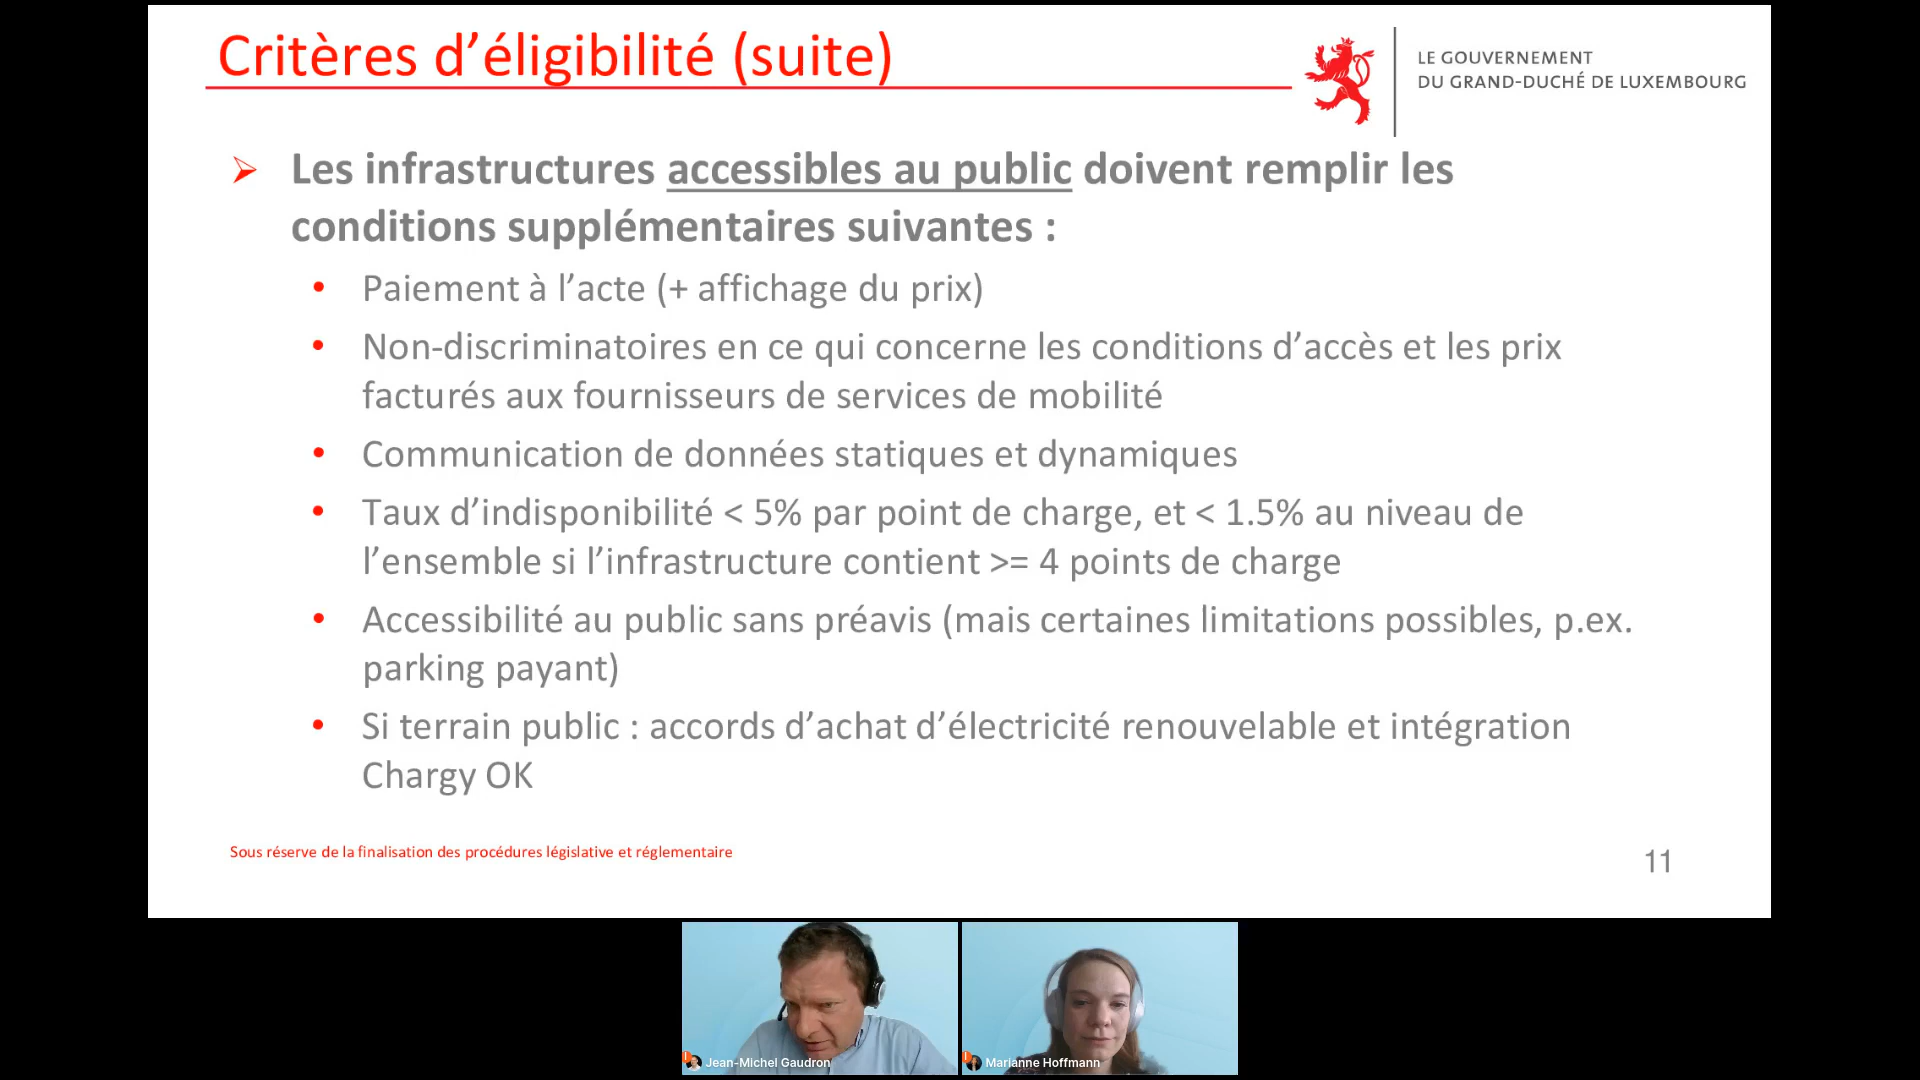 Critères d’éligibilité (suite)
LE GOUVERNEMENT
DU GRAND-DUCHÉ DE LUXEMBOURG
Les infrastructures accessibles au public doivent remplir les
conditions supplémentaires suivantes :
• Paiement à l’acte (+ affichage du prix)
• Non-discriminatoires en ce qui concerne les conditions d’accès et les prix
facturés aux fournisseurs de services de mobilité
• Communication de données statiques et dynamiques
• Taux d’indisponibilité < 5% par point de charge, et < 1.5% au niveau de
l’ensemble si l’infrastructure contient >= 4 points de charge
• Accessibilité au public sans préavis (mais certaines limitations possibles, p.ex.
parking payant)
• Si terrain public : accords d’achat d’électricité renouvelable et intégration
Chargy OK
Sous réserve de la finalisation des procédures législative et réglementaire
11
Jean-Michel Gaudron
Marianne Hoffmann